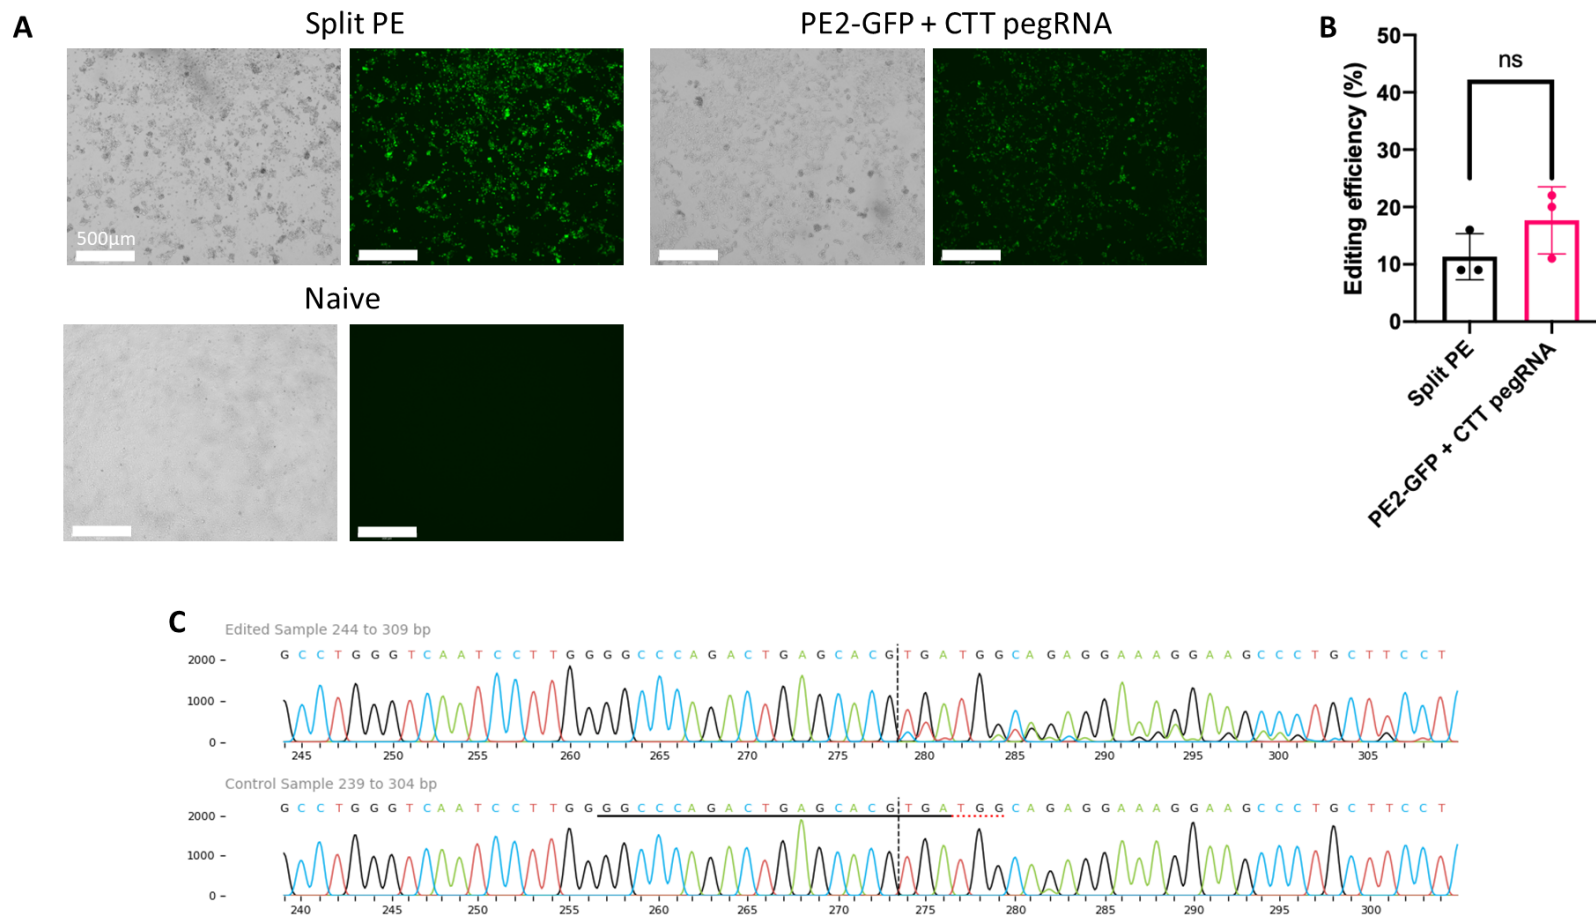 A
Split PE
PE2-GFP + CTT pegRNA
500µm
Naive
B
Editing efficiency (%)
50
40
30
20
10
0
ns
Split PE
PE2-GFP + CTT pegRNA
C
Edited Sample 244 to 309 bp
G C C T G G G T C A A T C C T T G G G G C C C A G A C T G A G C A C G T G A T G G C A G A G G A A A G G A A G C C C T G C T T C C T
2000
1000
0
245 250 255 260 265 270 275 280 285 290 295 300 305
Control Sample 239 to 304 bp
G C C T G G G T C A A T C C T T G G G G C C C A G A C T G A G C A C G T G A T G G C A G A G G A A A G G A A G C C C T G C T T C C T
2000
1000
0
240 245 250 255 260 265 270 275 280 285 290 295 300